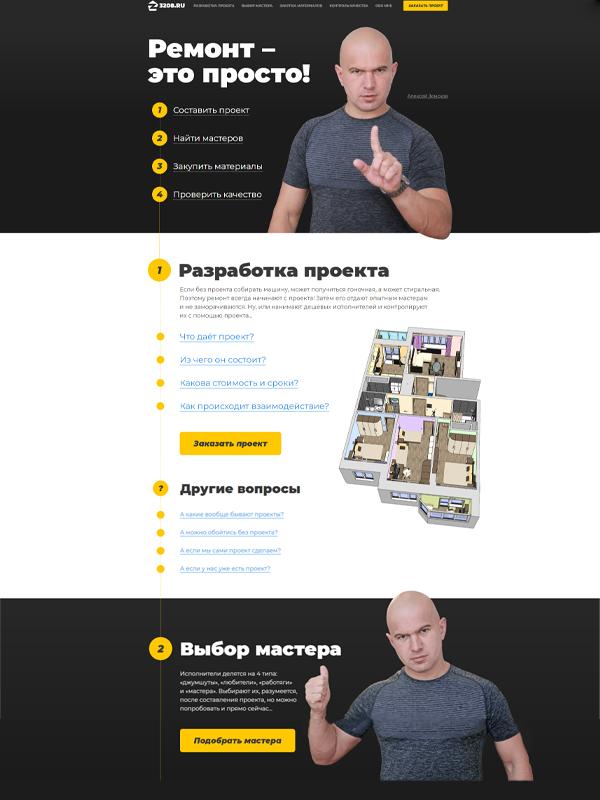 3208.RU
РАЗРАБОТКА ПРОЕКТА
ВЫБОР МАСТЕРА
ЗАКУПКА МАТЕРИАЛОВ
КОНТРОЛЬ КАЧЕСТВА
ОБО МНЕ
ЗАКАЗАТЬ ПРОЕКТ
Ремонт –
это просто!
Алексей Земсков
1 Составить проект
2 Найти мастеров
3 Закупить материалы
4 Проверить качество
1 Разработка проекта
Если без проекта собирать машину, может получиться гоночная, а может стиральная.
Поэтому ремонт всегда начинают с проекта! Затем его отдают опытным мастерам
и не заморачиваются. Ну, или нанимают дешевых исполнителей и контролируют
их с помощью проекта...
Что даёт проект?
Из чего он состоит?
Какова стоимость и сроки?
Как происходит взаимодействие?
Заказать проект
? Другие вопросы
А какие вообще бывают проекты?
А можно обойтись без проекта?
А если мы сами проект сделаем?
А если у нас уже есть проект?
2 Выбор мастера
Исполнители делятся на 4 типа:
«джумшуты», «любители», «работяги»
и «мастера». Выбирают их, разумеется,
после составления проекта, но можно
попробовать и прямо сейчас...
Подобрать мастера